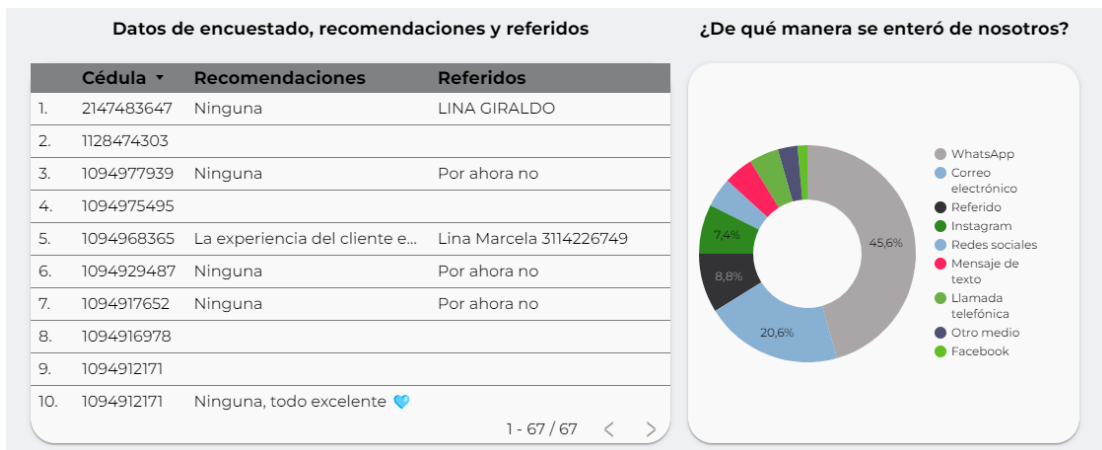 Datos de encuestado, recomendaciones y referidos
Cédula Recomendaciones Referidos
1. 2147483647 Ninguna LINA GIRALDO
2. 1128474303
3. 1094977939 Ninguna Por ahora no
4. 1094975495
5. 1094968365 La experiencia del cliente e... Lina Marcela 3114226749
6. 1094929487 Ninguna Por ahora no
7. 1094917652 Ninguna Por ahora no
8. 1094916978
9. 1094912171
10. 1094912171 Ninguna, todo excelente 🩵
1 - 67 / 67 < >
¿De qué manera se enteró de nosotros?
45,6%
20,6%
8,8%
7,4%
WhatsApp
Correo
electrónico
Referido
Instagram
Redes sociales
Mensaje de
texto
Llamada
telefónica
Otro medio
Facebook